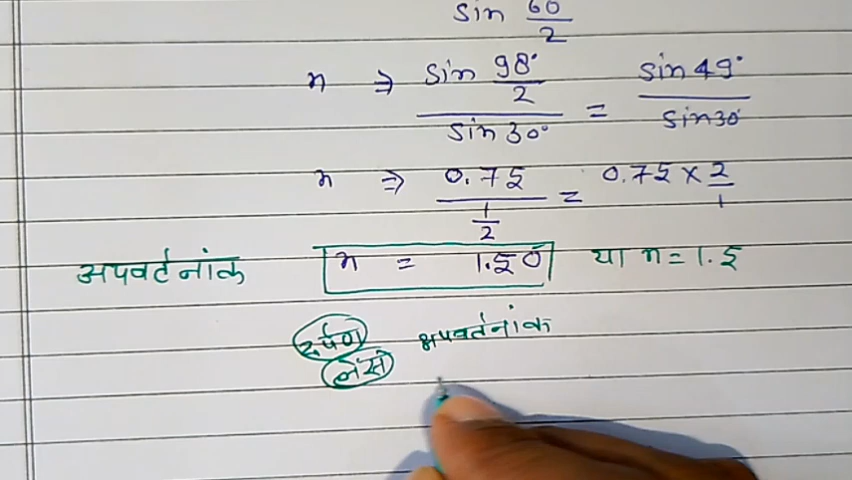 sin 60/2
n ⇒ sin 98°/2 / sin 30° = sin 49° / sin 30
n ⇒ 0.75 / 1/2 = 0.75 × 2/1
अपवर्टनांक n = 1.50 या n = 1.5
दर्पण अपवर्तनांक
लेंसे